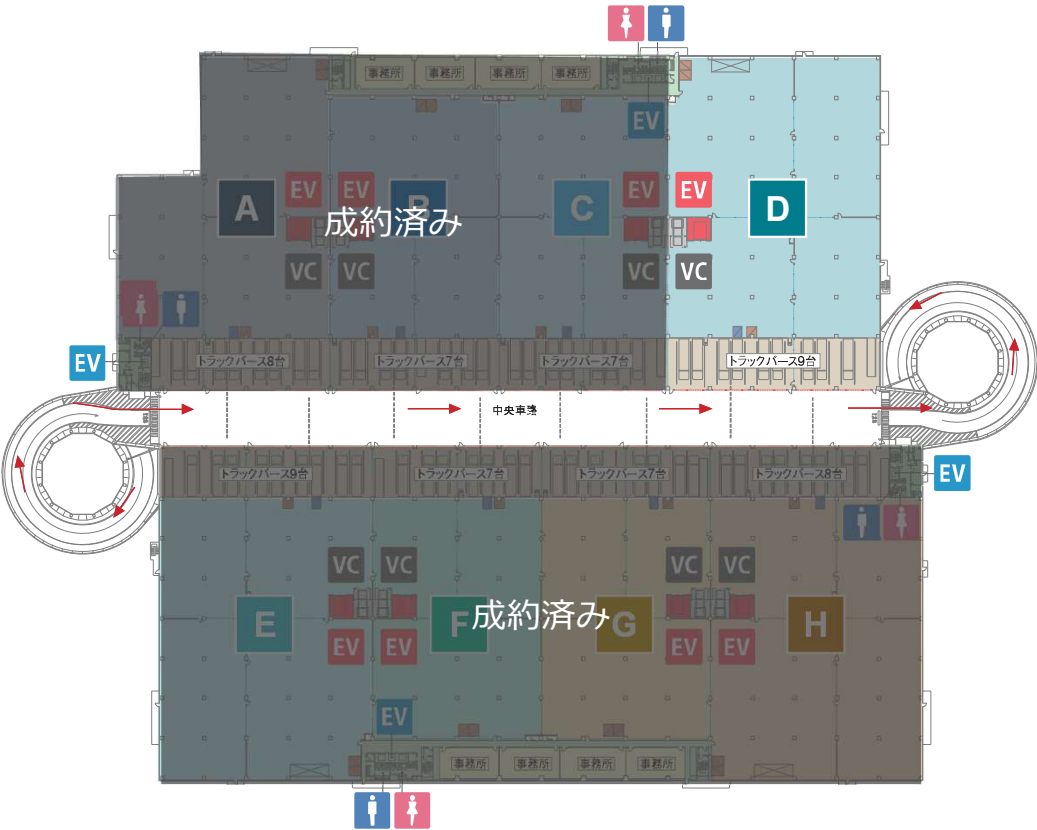 事務所 事務所 事務所 事務所
EV
EV EV EV EV
A B C D
成約済み
VC VC VC VC
EV
トラックバース8台 トラックバース7台 トラックバース7台 トラックバース9台
中央車路
トラックバース9台 トラックバース7台 トラックバース7台 トラックバース8台
EV
VC VC VC VC
E F G H
成約済み
EV EV EV EV
EV
事務所 事務所 事務所 事務所